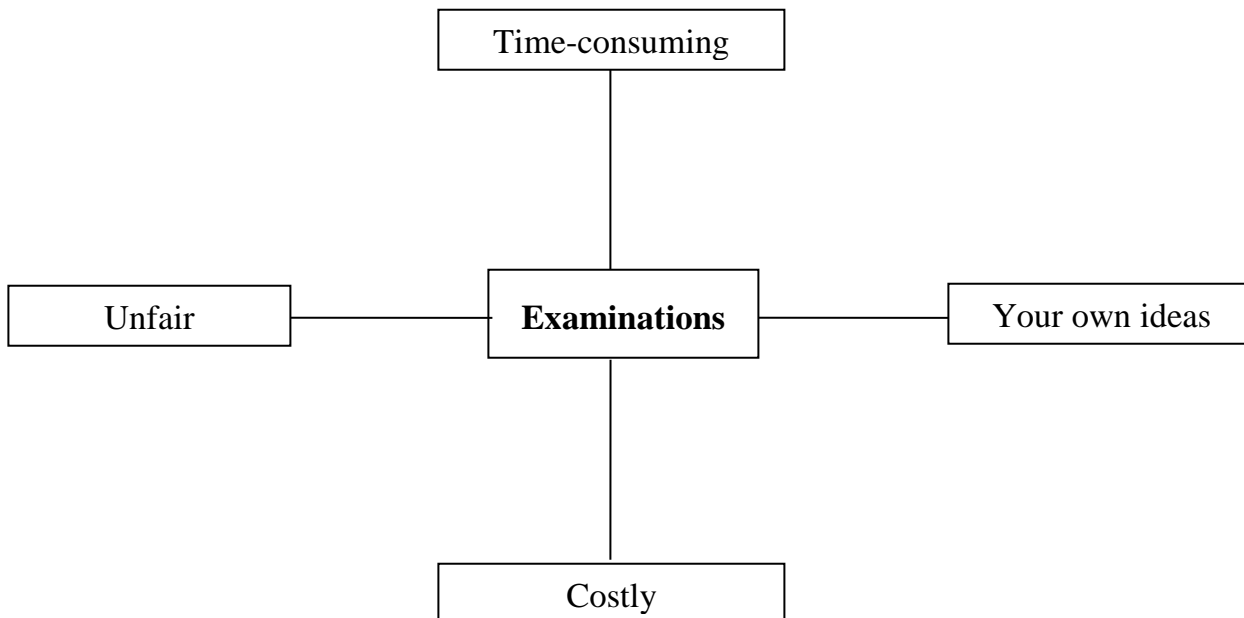 Time-consuming
Unfair
Examinations
Your own ideas
Costly